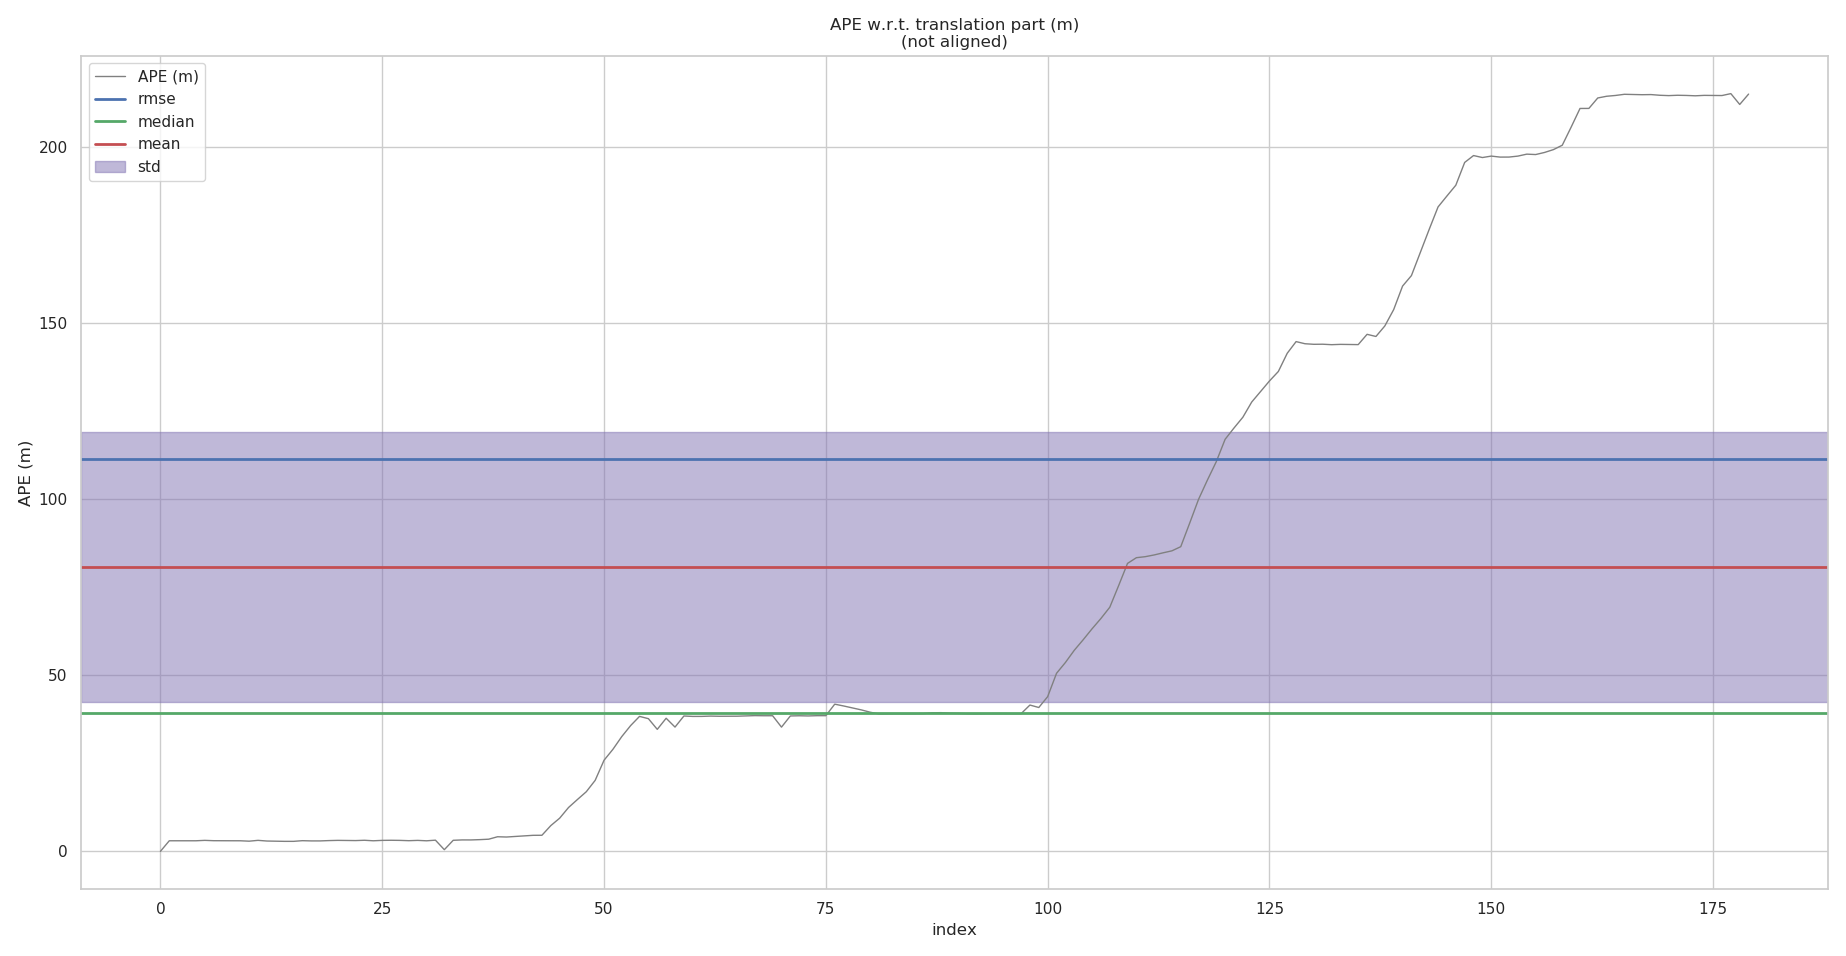 APE w.r.t. translation part (m)
(not aligned)
APE (m)
rmse
median
mean
std
APE (m)
200
150
100
50
0
0 25 50 75 100 125 150 175
index